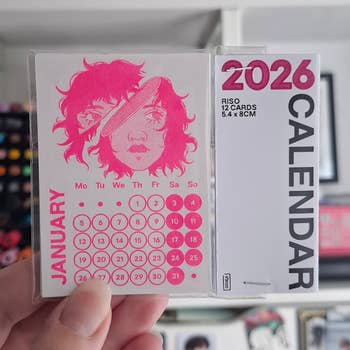 JANUARY
Mo Tu We Th Fr Sa Su
1 2 3 4
5 6 7 8 9 10 11
12 13 14 15 16 17 18
19 20 21 22 23 24 25
26 27 28 29 30 31
2026
CALENDAR
RISO
12 CARDS
5.4 x 8CM